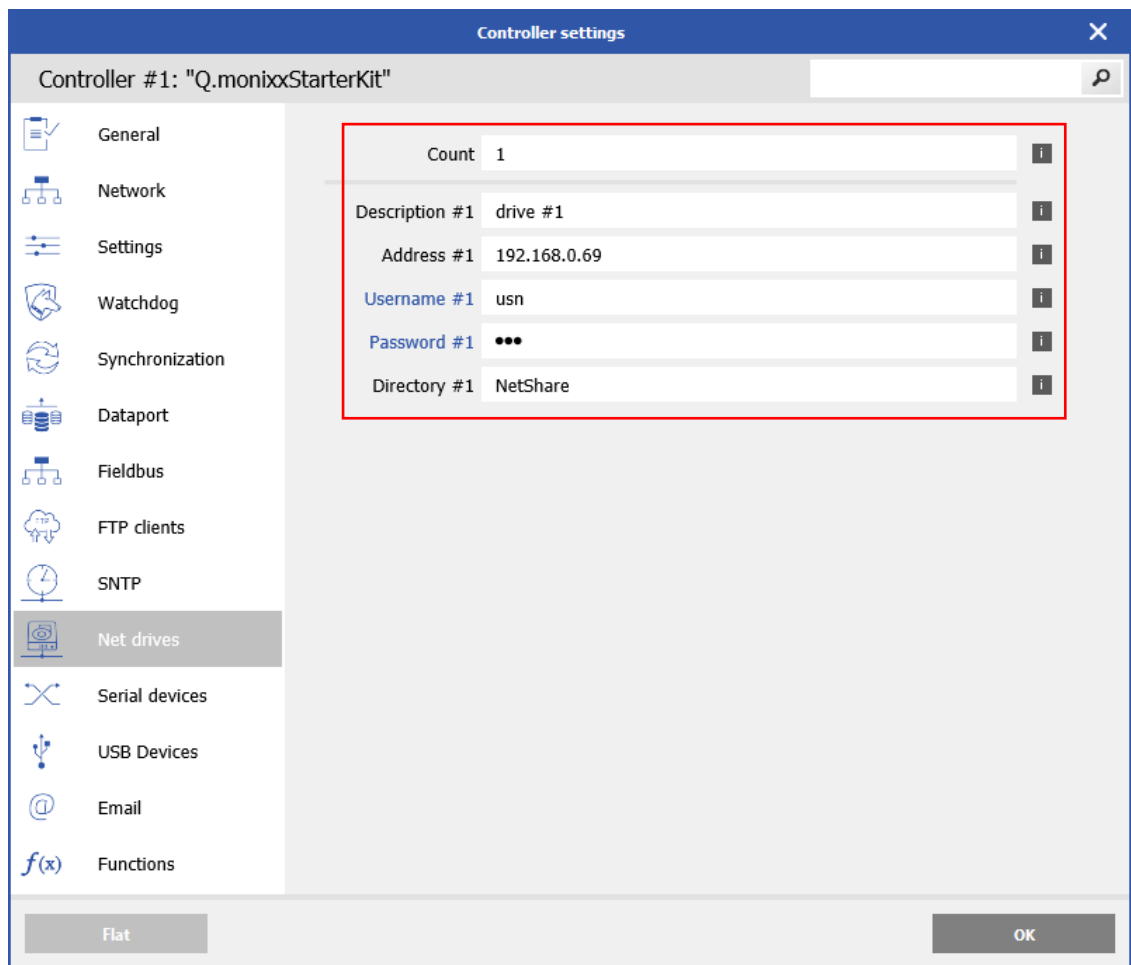 Controller settings
Controller #1: "Q.monixxStarterKit"
General
Network
Settings
Watchdog
Synchronization
Dataport
Fieldbus
FTP clients
SNTP
Net drives
Serial devices
USB Devices
Email
f(x) Functions
Count 1
Description #1 drive #1
Address #1 192.168.0.69
Username #1 usn
Password #1 •••
Directory #1 NetShare
Flat
OK